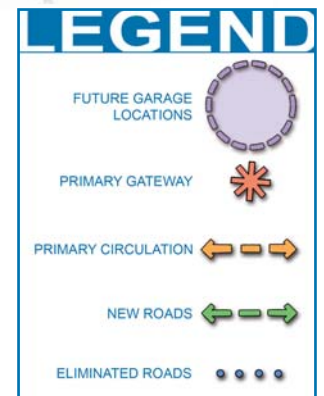 LEGEND
FUTURE GARAGE
LOCATIONS
PRIMARY GATEWAY
PRIMARY CIRCULATION
NEW ROADS
ELIMINATED ROADS